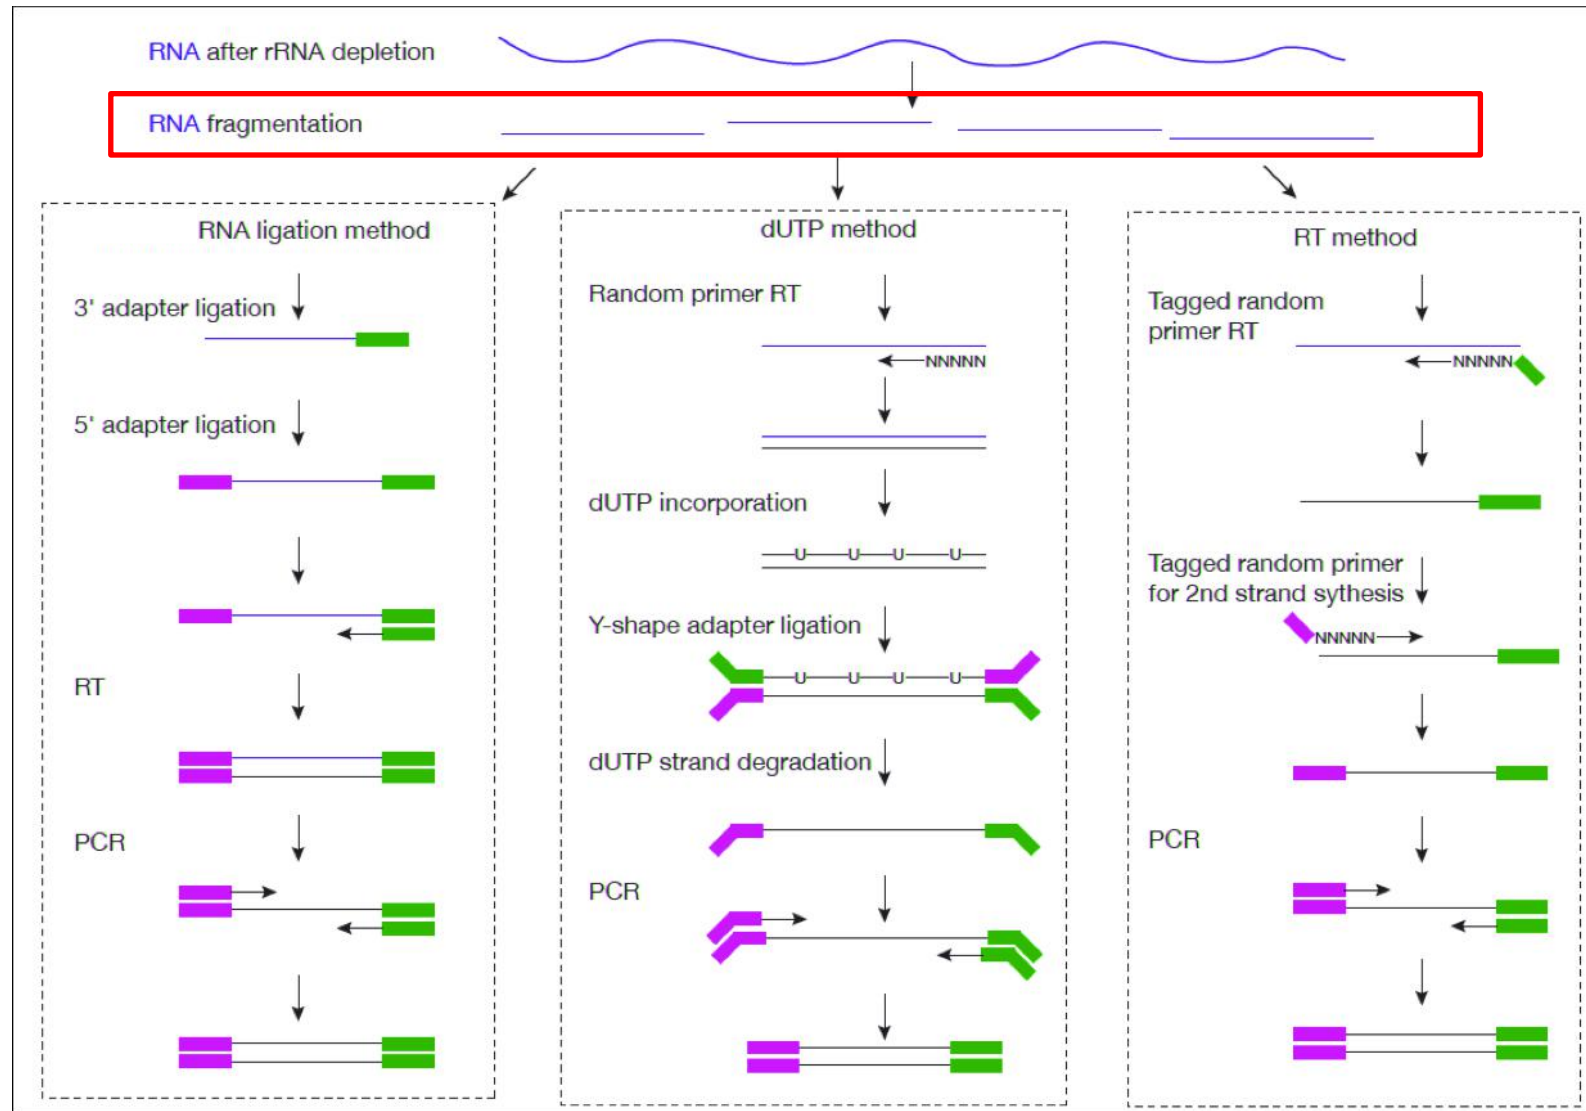 RNA after rRNA depletion
RNA fragmentation
RNA ligation method
3' adapter ligation
5' adapter ligation
RT
PCR
dUTP method
Random primer RT
NNNNN
dUTP incorporation
U U U U
Y-shape adapter ligation
U U U U
dUTP strand degradation
PCR
RT method
Tagged random
primer RT
NNNNN
Tagged random primer
for 2nd strand sythesis
NNNNN
PCR